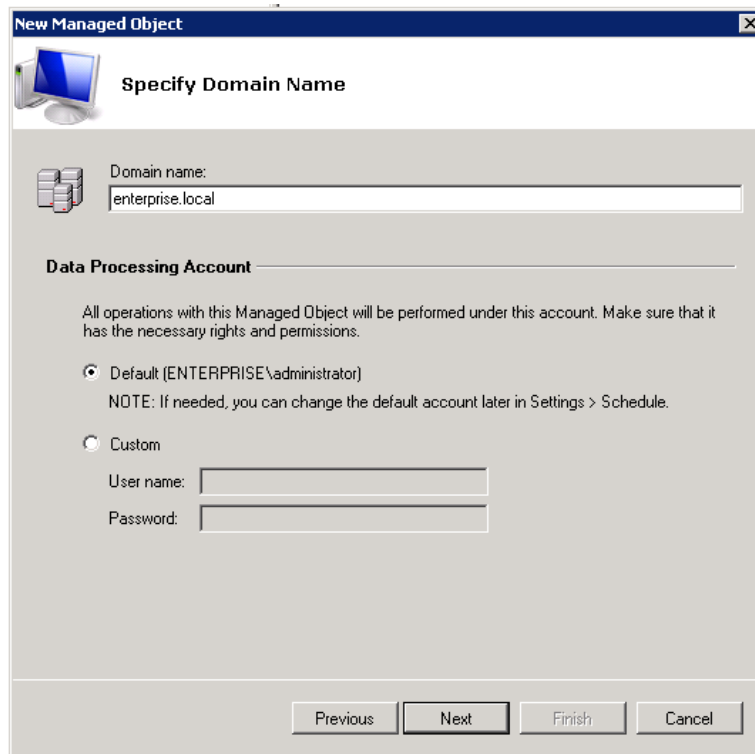 New Managed Object
Specify Domain Name
Domain name:
enterprise.local
Data Processing Account
All operations with this Managed Object will be performed under this account. Make sure that it
has the necessary rights and permissions.
Default (ENTERPRISE\administrator)
NOTE: If needed, you can change the default account later in Settings > Schedule.
Custom
User name:
Password:
Previous
Next
Finish
Cancel